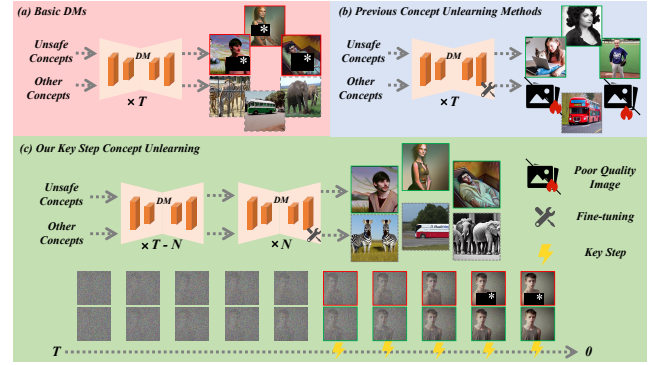 (a) Basic DMs
Unsafe
Concepts
Other
Concepts
DM
× T
*
*
*
(b) Previous Concept Unlearning Methods
Unsafe
Concepts
Other
Concepts
DM
× T
(c) Our Key Step Concept Unlearning
Unsafe
Concepts
Other
Concepts
DM
× T - N
DM
× N
Poor Quality
Image
Fine-tuning
Key Step
*
*
T
0